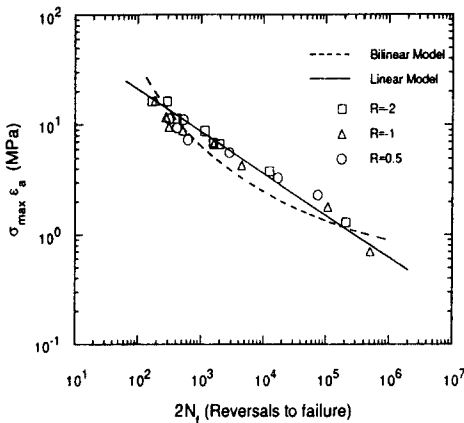 10²
Bilinear Model
Linear Model
R=-2
R=-1
R=0.5
10¹
10⁰
10⁻¹
σmax εa (MPa)
10¹ 10² 10³ 10⁴ 10⁵ 10⁶ 10⁷
2Nf (Reversals to failure)